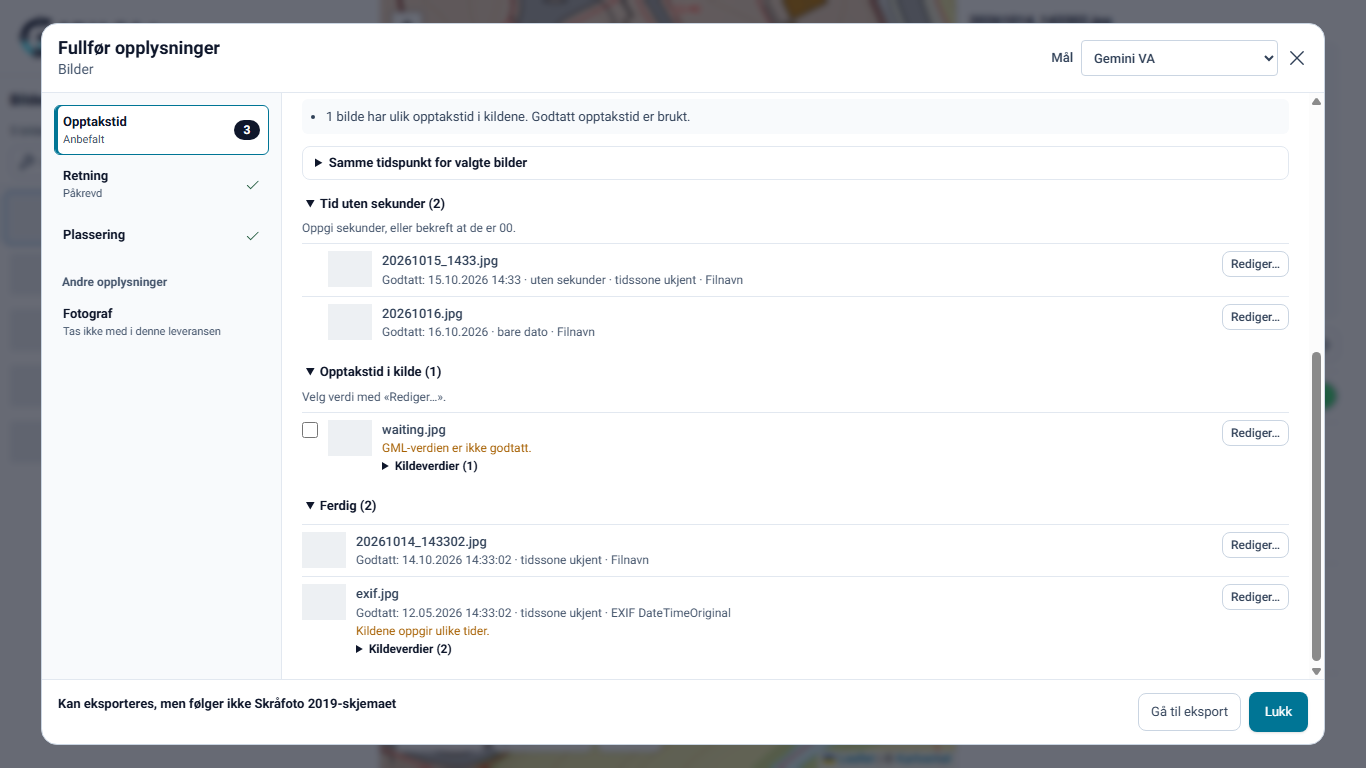 Fullfør opplysninger
Bilder
Mål
Gemini VA
Opptakstid
Anbefalt
3
Retning
Påkrevd
Plassering
Andre opplysninger
Fotograf
Tas ikke med i denne leveransen
• 1 bilde har ulik opptakstid i kildene. Godtatt opptakstid er brukt.
Samme tidspunkt for valgte bilder
Tid uten sekunder (2)
Oppgi sekunder, eller bekreft at de er 00.
20261015_1433.jpg
Godtatt: 15.10.2026 14:33 · uten sekunder · tidssone ukjent · Filnavn
Rediger...
20261016.jpg
Godtatt: 16.10.2026 · bare dato · Filnavn
Rediger...
Opptakstid i kilde (1)
Velg verdi med «Rediger...».
waiting.jpg
GML-verdien er ikke godtatt.
Kildeverdier (1)
Rediger...
Ferdig (2)
20261014_143302.jpg
Godtatt: 14.10.2026 14:33:02 · tidssone ukjent · Filnavn
Rediger...
exif.jpg
Godtatt: 12.05.2026 14:33:02 · tidssone ukjent · EXIF DateTimeOriginal
Kildene oppgir ulike tider.
Kildeverdier (2)
Rediger...
Kan eksporteres, men følger ikke Skråfoto 2019-skjemaet
Gå til eksport
Lukk